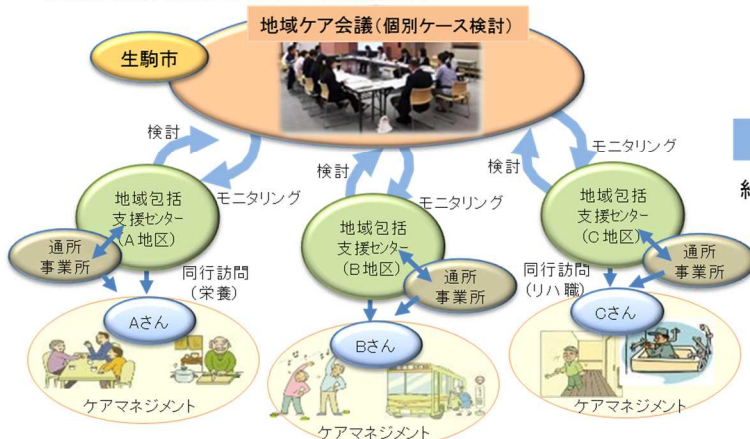 地域ケア会議（個別ケース検討）
生駒市
検討
モニタリング
検討
モニタリング
検討
モニタリング
地域包括
支援センター
（A地区）
通所
事業所
同行訪問
（栄養）
Aさん
ケアマネジメント
地域包括
支援センター
（B地区）
通所
事業所
Bさん
ケアマネジメント
地域包括
支援センター
（C地区）
通所
事業所
同行訪問
（リハ職）
Cさん
ケアマネジメント